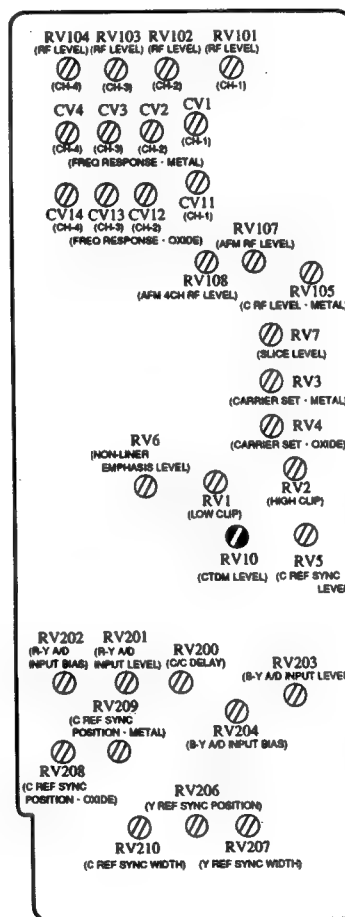 RV104 RV103 RV102 RV101
(RF LEVEL) (RF LEVEL) (RF LEVEL) (RF LEVEL)
(CH-4) (CH-3) (CH-2) (CH-1)
CV4 CV3 CV2 CV1
(CH-4) (CH-3) (CH-2) (CH-1)
(FREQ RESPONSE - METAL)
CV14 CV13 CV12 CV11
(CH-4) (CH-3) (CH-2) (CH-1)
(FREQ RESPONSE - OXIDE)
RV107
(AFM RF LEVEL)
RV108
(AFM 4CH RF LEVEL)
RV105
(C RF LEVEL - METAL)
RV7
(SLICE LEVEL)
RV3
(CARRIER SET - METAL)
RV4
(CARRIER SET - OXIDE)
RV6
(NON-LINER
EMPHASIS LEVEL)
RV1
(LOW CLIP)
RV2
(HIGH CLIP)
RV10
(CTDM LEVEL)
RV5
(C REF SYNC
LEVEL
RV202
(R-Y A/D
INPUT BIAS)
RV201
(R-Y A/D
INPUT LEVEL)
RV200
(C/C DELAY)
RV203
(B-Y A/D INPUT LEVEL
RV209
(C REF SYNC
POSITION - METAL)
RV204
(B-Y A/D INPUT BIAS)
RV208
(C REF SYNC
POSITION - OXIDE)
RV206
(Y REF SYNC POSITION)
RV210
(C REF SYNC WIDTH)
RV207
(Y REF SYNC WIDTH)